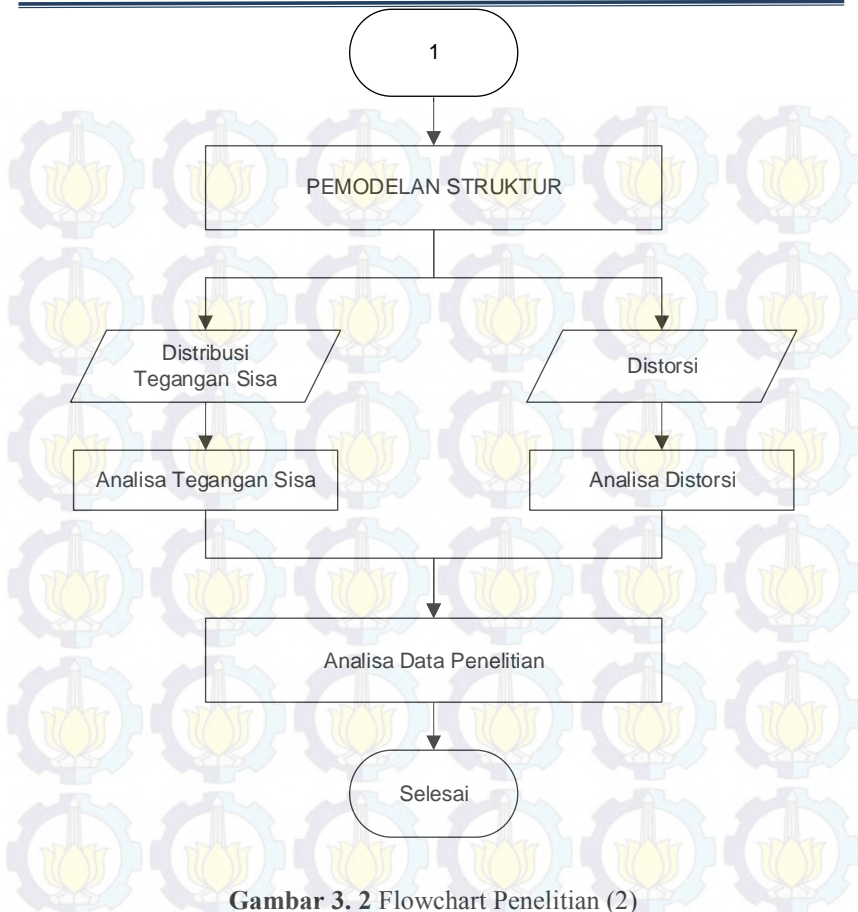 1
PEMODELAN STRUKTUR
Distribusi
Tegangan Sisa
Distorsi
Analisa Tegangan Sisa
Analisa Distorsi
Analisa Data Penelitian
Selesai
Gambar 3. 2 Flowchart Penelitian (2)